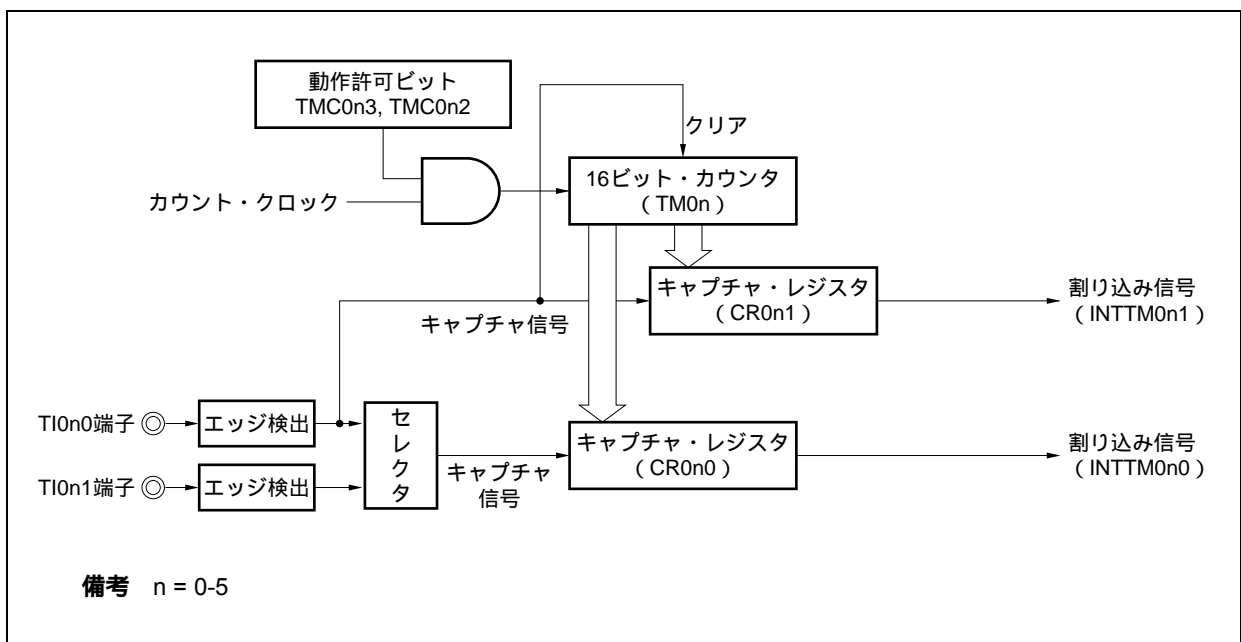 動作許可ビット
TMC0n3, TMC0n2
クリア
カウント・クロック
16ビット・カウンタ
（TM0n）
キャプチャ・レジスタ
（CR0n1）
割り込み信号
（INTTM0n1）
キャプチャ信号
TI0n0端子
エッジ検出
セレクタ
キャプチャ・レジスタ
（CR0n0）
割り込み信号
（INTTM0n0）
キャプチャ
信号
TI0n1端子
エッジ検出
備考 n = 0-5